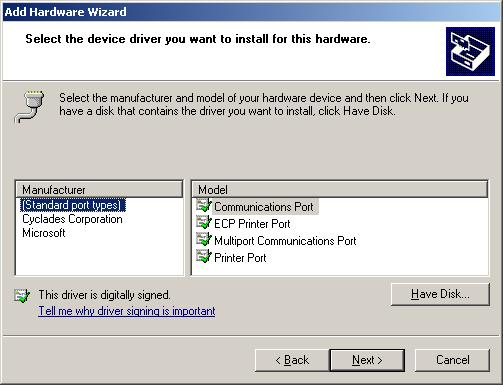 Add Hardware Wizard
Select the device driver you want to install for this hardware.
Select the manufacturer and model of your hardware device and then click Next. If you
have a disk that contains the driver you want to install, click Have Disk.
Manufacturer
(Standard port types)
Cyclades Corporation
Microsoft
Model
Communications Port
ECP Printer Port
Multiport Communications Port
Printer Port
This driver is digitally signed.
Tell me why driver signing is important
Have Disk...
< Back
Next >
Cancel